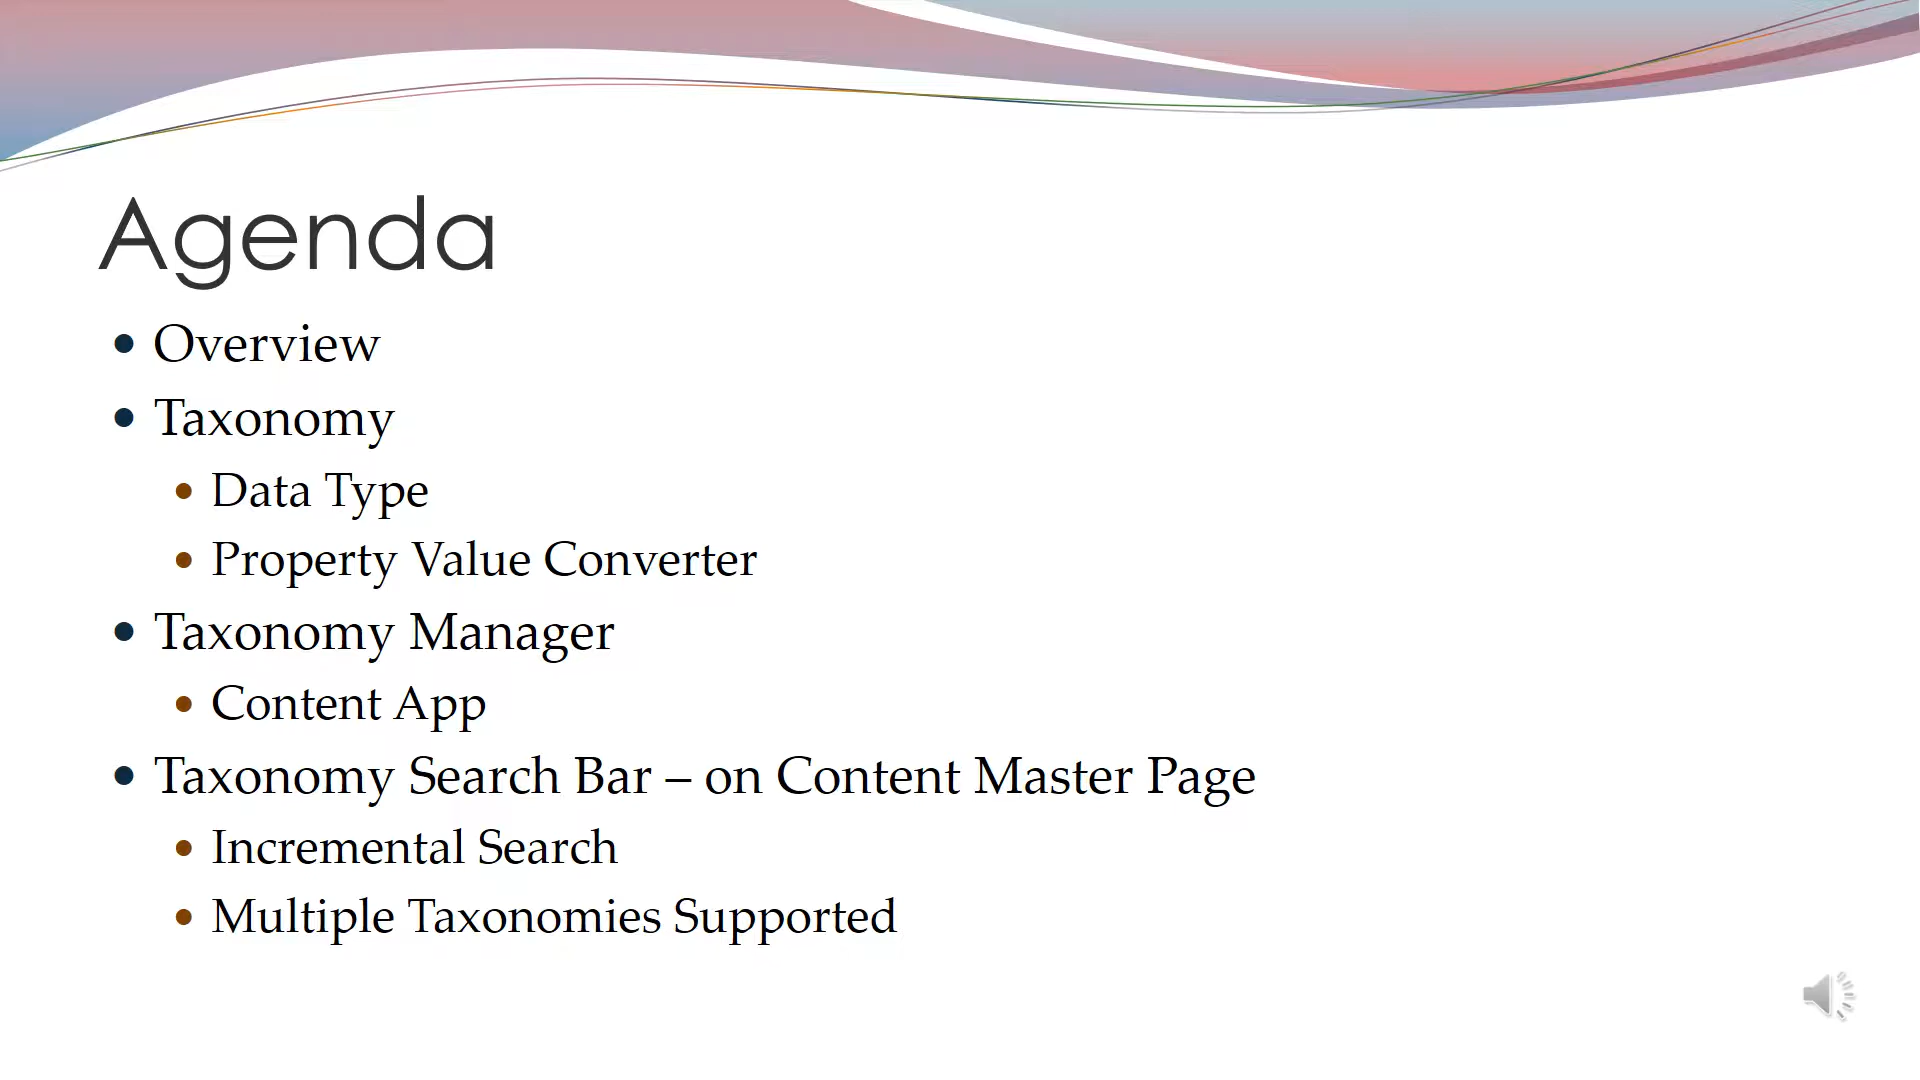 Agenda
• Overview
• Taxonomy
• Data Type
• Property Value Converter
• Taxonomy Manager
• Content App
• Taxonomy Search Bar – on Content Master Page
• Incremental Search
• Multiple Taxonomies Supported